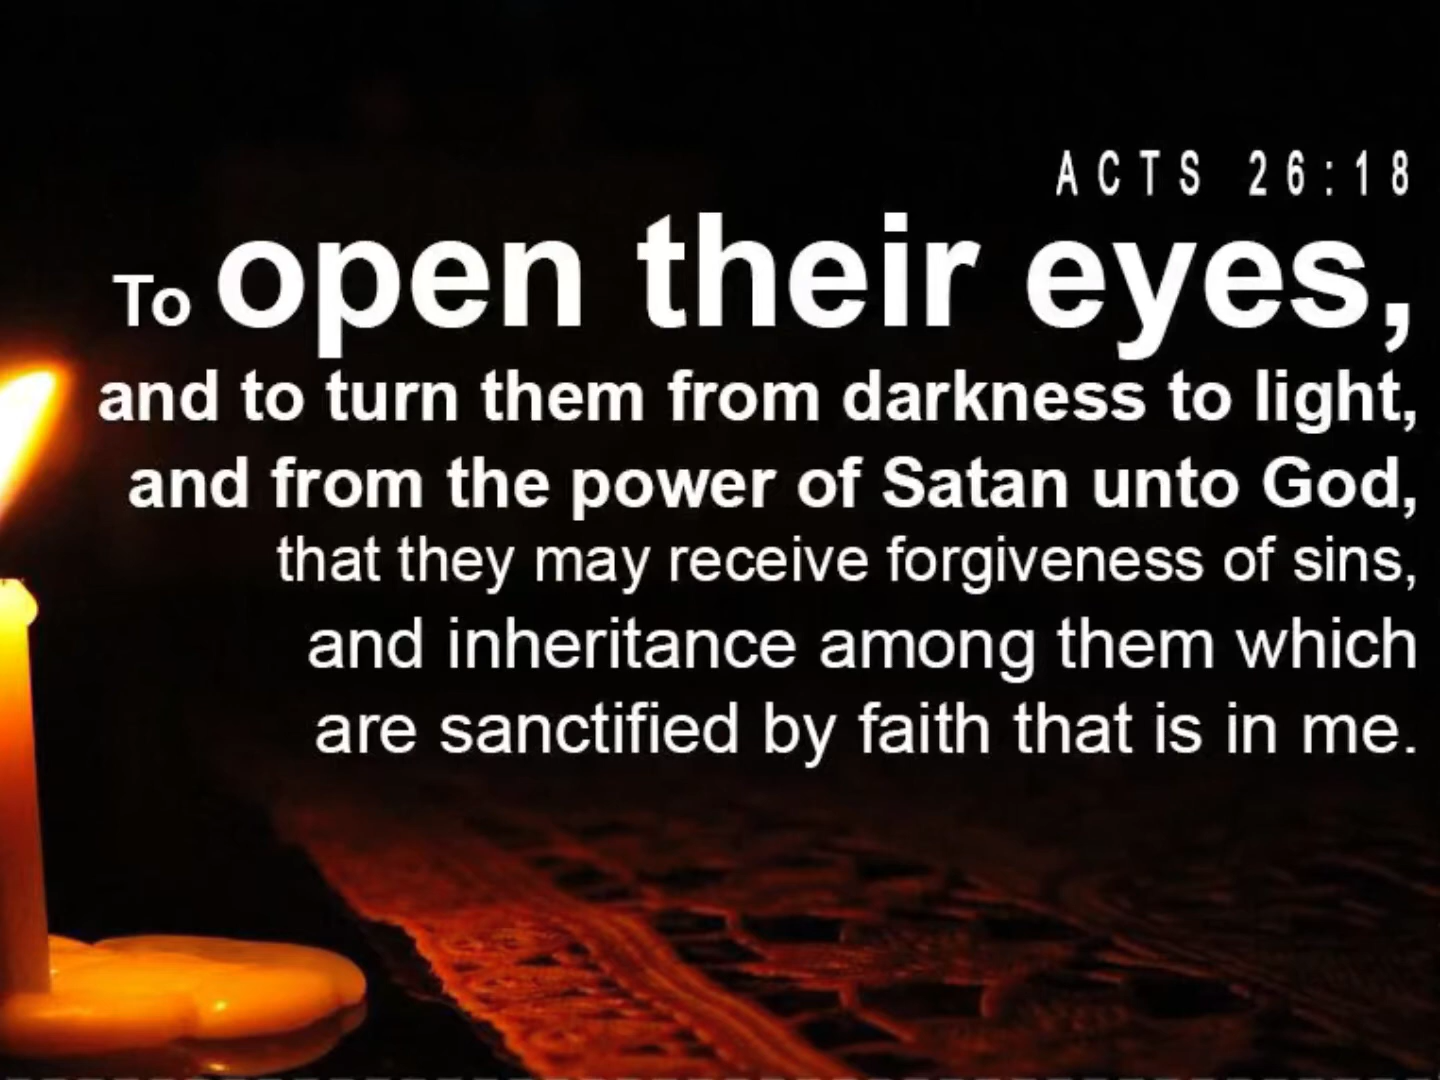 ACTS 26:18
To open their eyes,
and to turn them from darkness to light,
and from the power of Satan unto God,
that they may receive forgiveness of sins,
and inheritance among them which
are sanctified by faith that is in me.